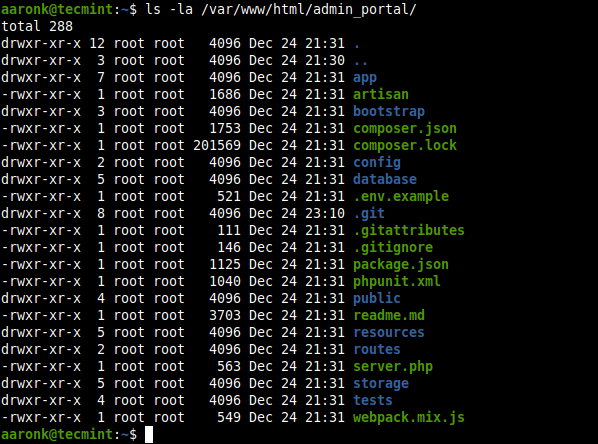 aaronk@tecmint:~$ ls -la /var/www/html/admin_portal/
total 288
drwxr-xr-x 12 root root   4096 Dec 24 21:31 .
drwxr-xr-x  3 root root   4096 Dec 24 21:30 ..
drwxr-xr-x  7 root root   4096 Dec 24 21:31 app
-rwxr-xr-x  1 root root   1686 Dec 24 21:31 artisan
drwxr-xr-x  3 root root   4096 Dec 24 21:31 bootstrap
-rwxr-xr-x  1 root root   1753 Dec 24 21:31 composer.json
-rwxr-xr-x  1 root root 201569 Dec 24 21:31 composer.lock
drwxr-xr-x  2 root root   4096 Dec 24 21:31 config
drwxr-xr-x  5 root root   4096 Dec 24 21:31 database
-rwxr-xr-x  1 root root    521 Dec 24 21:31 .env.example
drwxr-xr-x  8 root root   4096 Dec 24 23:10 .git
-rwxr-xr-x  1 root root    111 Dec 24 21:31 .gitattributes
-rwxr-xr-x  1 root root    146 Dec 24 21:31 .gitignore
-rwxr-xr-x  1 root root   1125 Dec 24 21:31 package.json
-rwxr-xr-x  1 root root   1040 Dec 24 21:31 phpunit.xml
drwxr-xr-x  4 root root   4096 Dec 24 21:31 public
-rwxr-xr-x  1 root root   3703 Dec 24 21:31 readme.md
drwxr-xr-x  5 root root   4096 Dec 24 21:31 resources
drwxr-xr-x  2 root root   4096 Dec 24 21:31 routes
-rwxr-xr-x  1 root root    563 Dec 24 21:31 server.php
drwxr-xr-x  5 root root   4096 Dec 24 21:31 storage
drwxr-xr-x  4 root root   4096 Dec 24 21:31 tests
-rwxr-xr-x  1 root root    549 Dec 24 21:31 webpack.mix.js
aaronk@tecmint:~$